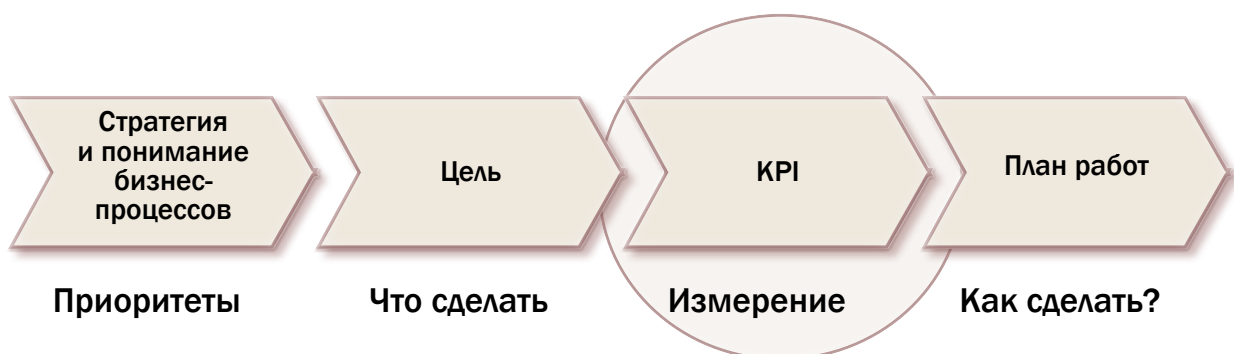 Стратегия
и понимание
бизнес-
процессов
Цель
KPI
План работ
Приоритеты
Что сделать
Измерение
Как сделать?